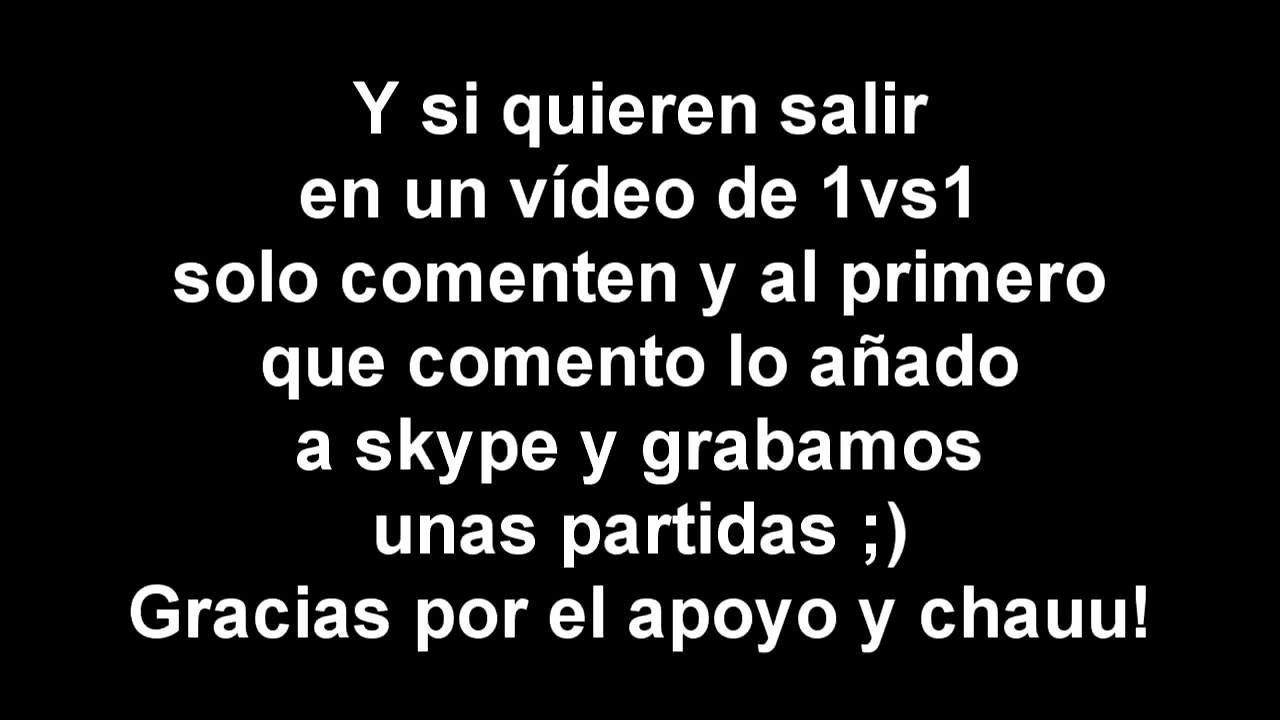 Y si quieren salir
en un vídeo de 1vs1
solo comenten y al primero
que comento lo añado
a skype y grabamos
unas partidas ;)
Gracias por el apoyo y chauu!